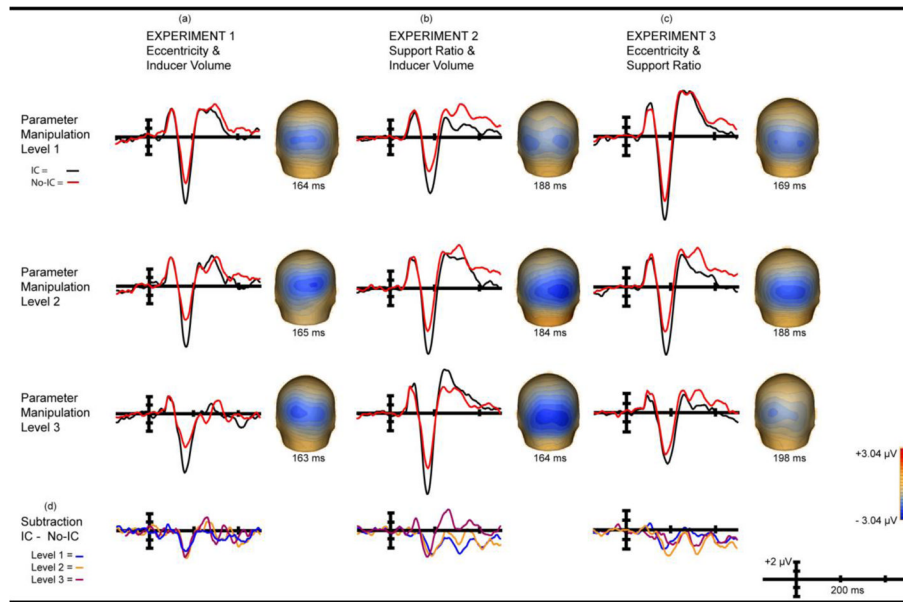 (a)
EXPERIMENT 1
Eccentricity &
Inducer Volume
(b)
EXPERIMENT 2
Support Ratio &
Inducer Volume
(c)
EXPERIMENT 3
Eccentricity &
Support Ratio
Parameter
Manipulation
Level 1
IC =
No-IC =
164 ms
188 ms
169 ms
Parameter
Manipulation
Level 2
165 ms
184 ms
188 ms
Parameter
Manipulation
Level 3
163 ms
164 ms
198 ms
+3.04 µV
- 3.04 µV
(d)
Subtraction
IC - No-IC
Level 1 =
Level 2 =
Level 3 =
+2 µV
200 ms